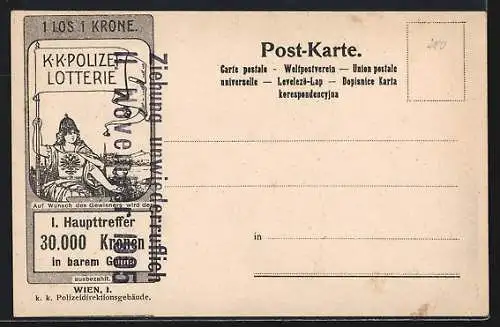 1 LOS 1 KRONE.
K·K·POLIZEI
LOTTERIE
Auf Wunsch des Gewinners wird der
I. Haupttreffer
30.000 Kronen
in barem Gelde
ausbezahlt.
WIEN, I.
k. k. Polizeidirektionsgebäude.
Ziehung unwiderruflich
November 1905
Post-Karte.
Carte postale - Weltpostverein — Union postale
universelle — Levelező-Lap — Dopisnice Karta
korespondencyjna
in